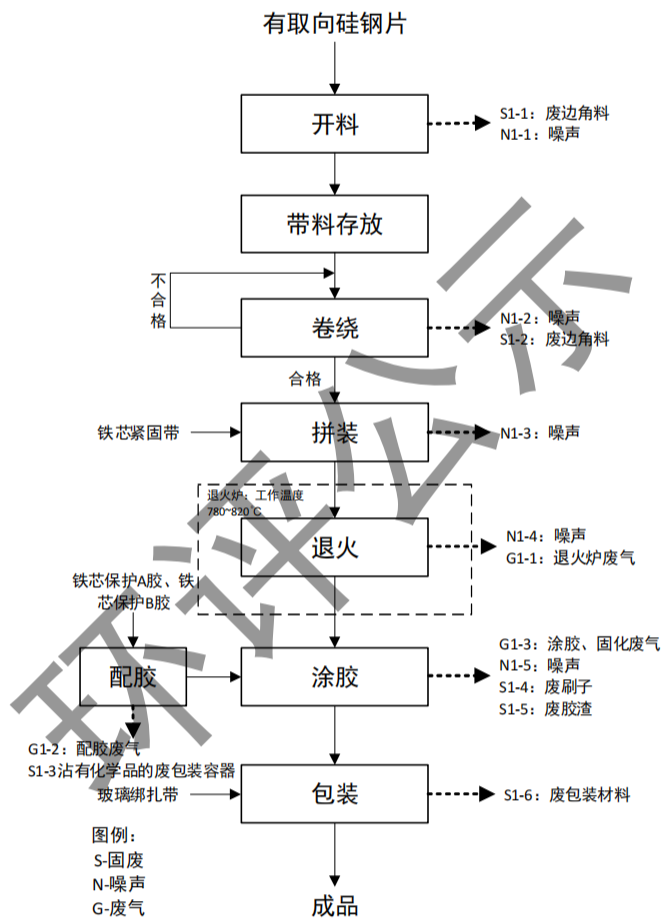 有取向硅钢片
开料
S1-1：废边角料
N1-1：噪声
带料存放
不合格
卷绕
N1-2：噪声
S1-2：废边角料
合格
铁芯紧固带
拼装
N1-3：噪声
退火炉：工作温度
780~820℃
退火
N1-4：噪声
G1-1：退火炉废气
铁芯保护A胶、铁
芯保护B胶
配胶
涂胶
G1-3：涂胶、固化废气
N1-5：噪声
S1-4：废刷子
S1-5：废胶渣
G1-2：配胶废气
S1-3沾有化学品的废包装容器
玻璃绑扎带
包装
S1-6：废包装材料
图例：
S-固废
N-噪声
G-废气
成品
环评公示